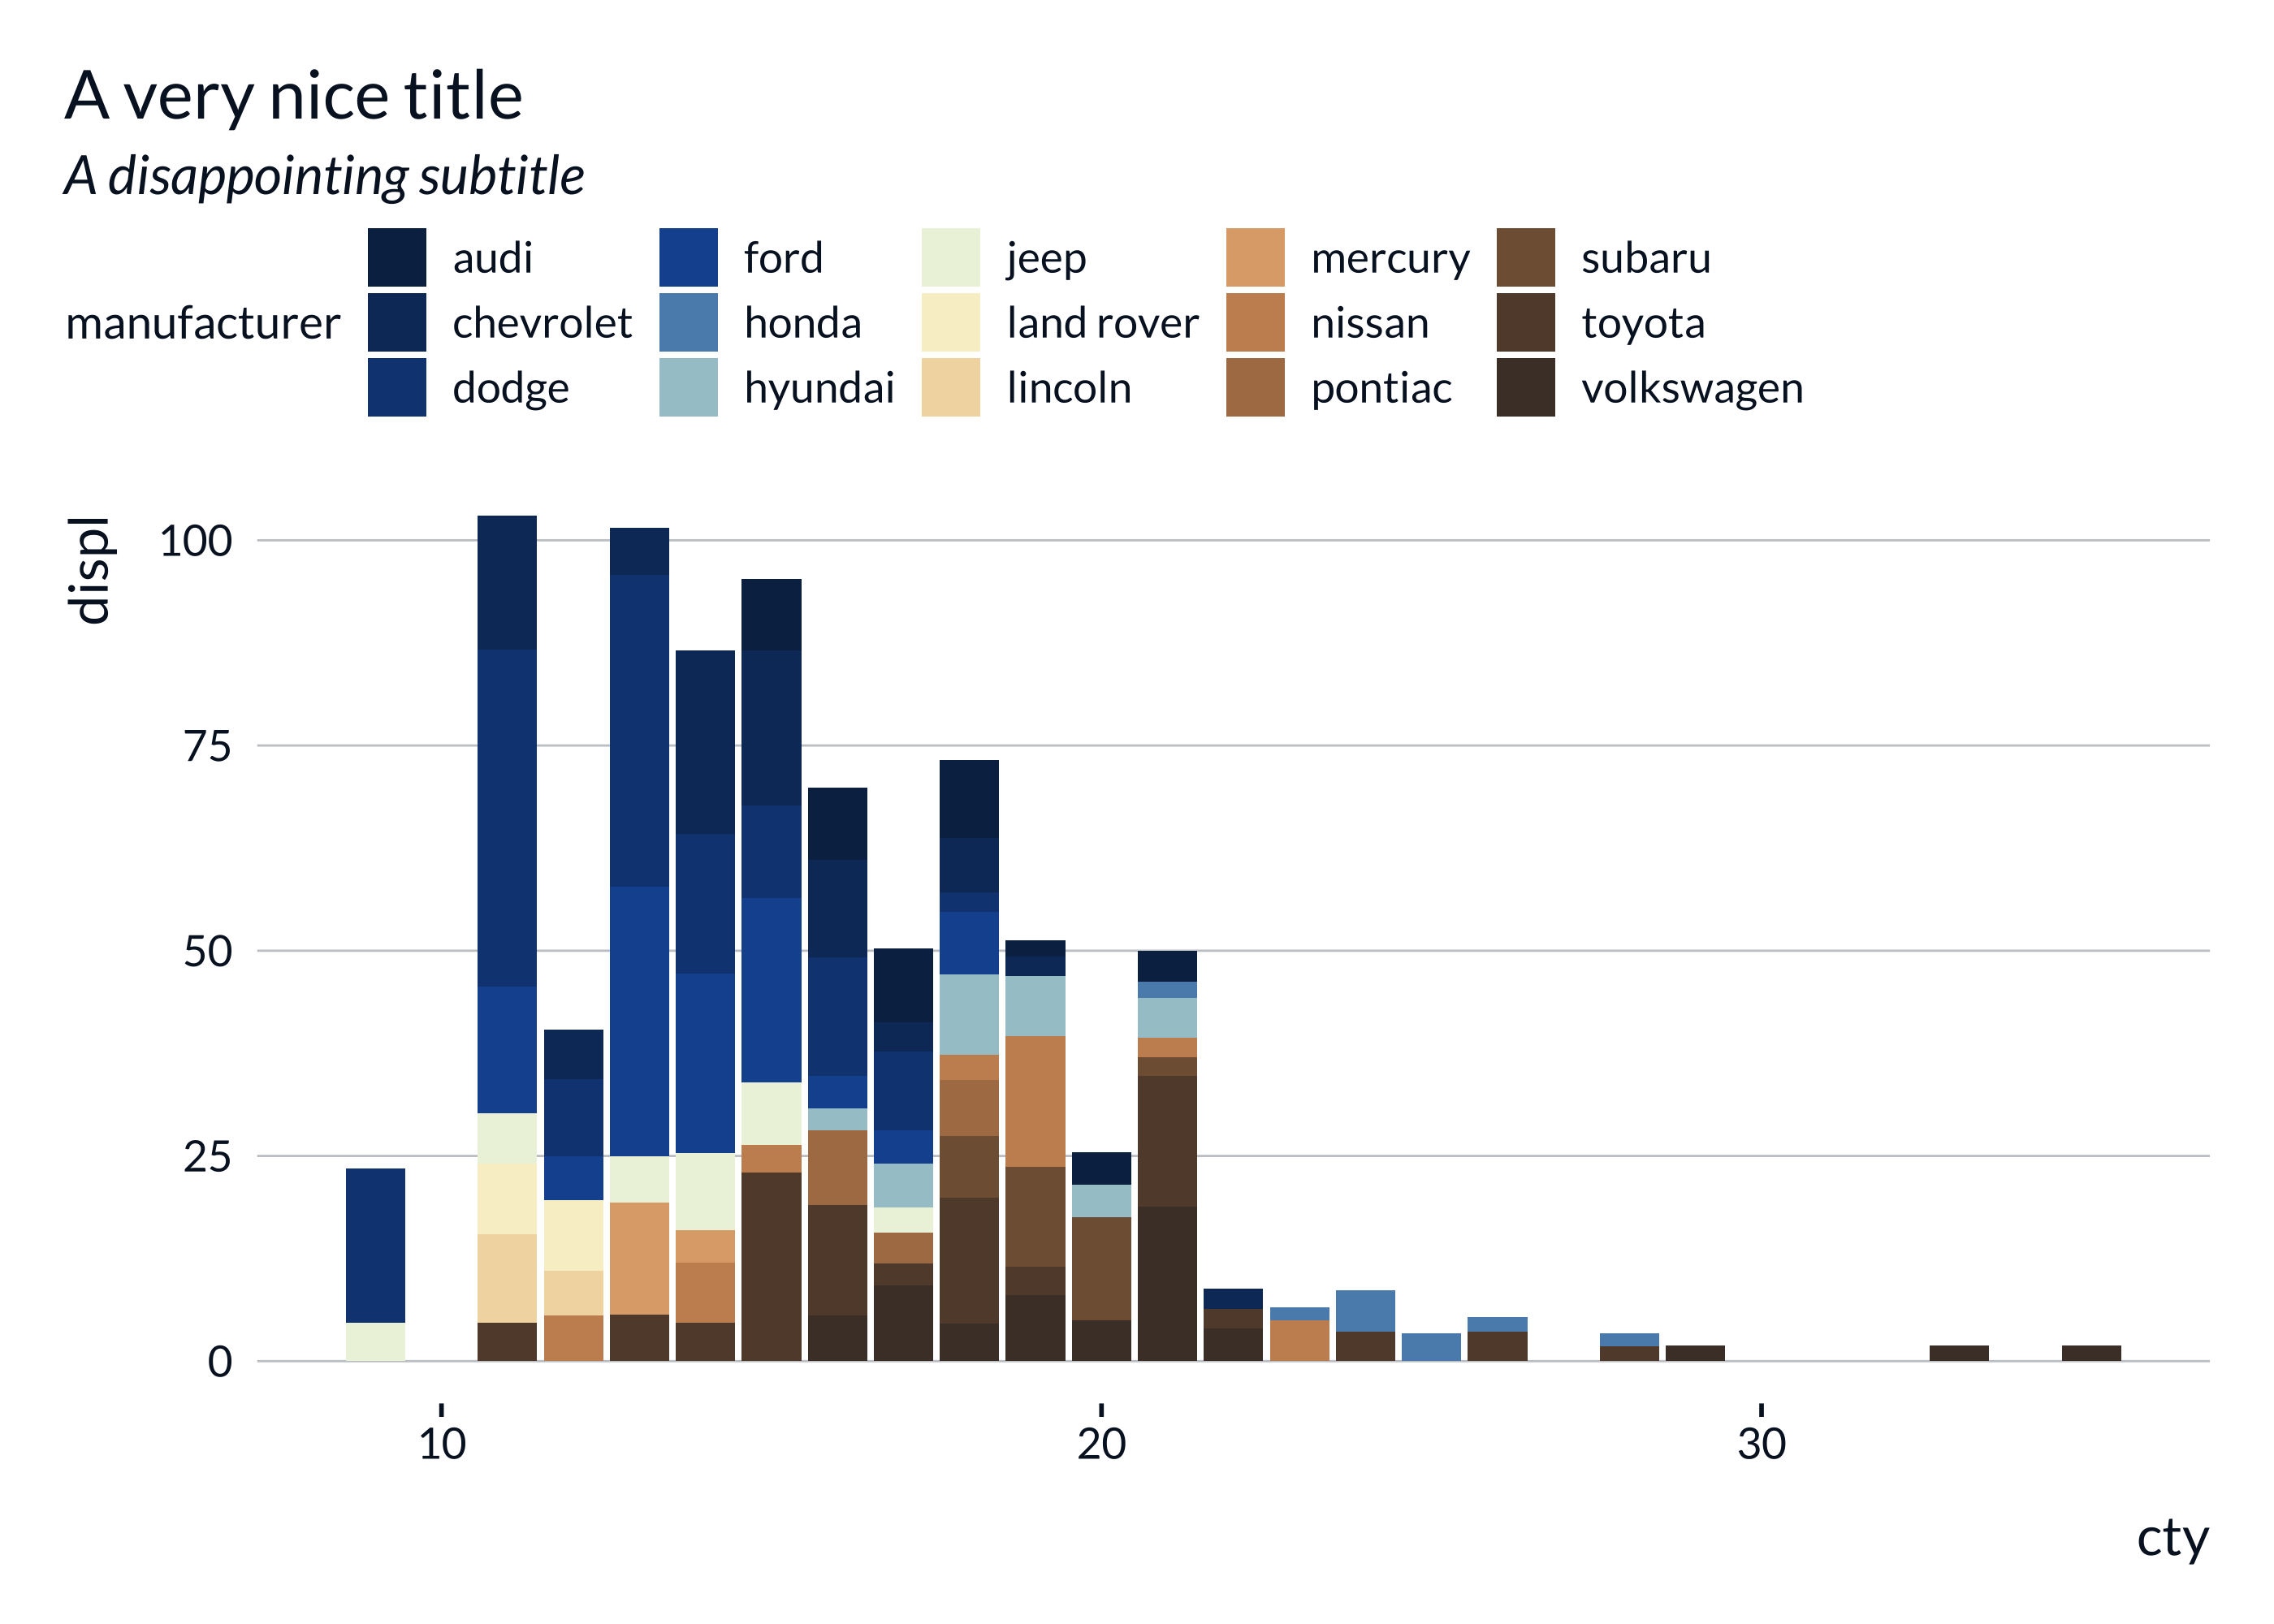 A very nice title
A disappointing subtitle
audi ford jeep mercury subaru
manufacturer chevrolet honda land rover nissan toyota
dodge hyundai lincoln pontiac volkswagen
displ
100
75
50
25
0
10 20 30
cty